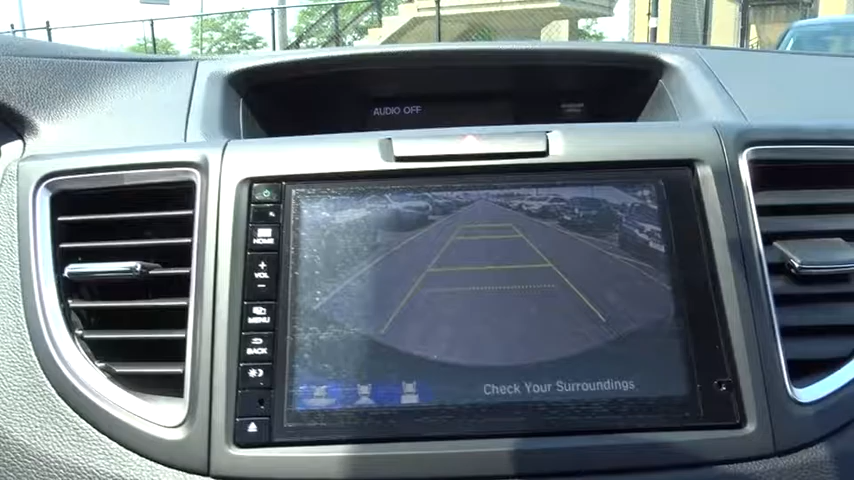 AUDIO OFF
HOME
+
VOL
−
MENU
BACK
Check Your Surroundings